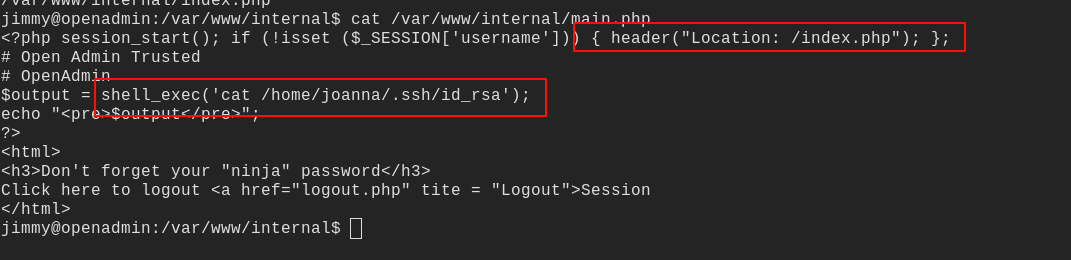 /var/www/internal/index.php
jimmy@openadmin:/var/www/internal$ cat /var/www/internal/main.php
<?php session_start(); if (!isset ($_SESSION['username'])) { header("Location: /index.php"); };
# Open Admin Trusted
# OpenAdmin
$output = shell_exec('cat /home/joanna/.ssh/id_rsa');
echo "<pre>$output</pre>";
?>
<html>
<h3>Don't forget your "ninja" password</h3>
Click here to logout <a href="logout.php" tite = "Logout">Session
</html>
jimmy@openadmin:/var/www/internal$